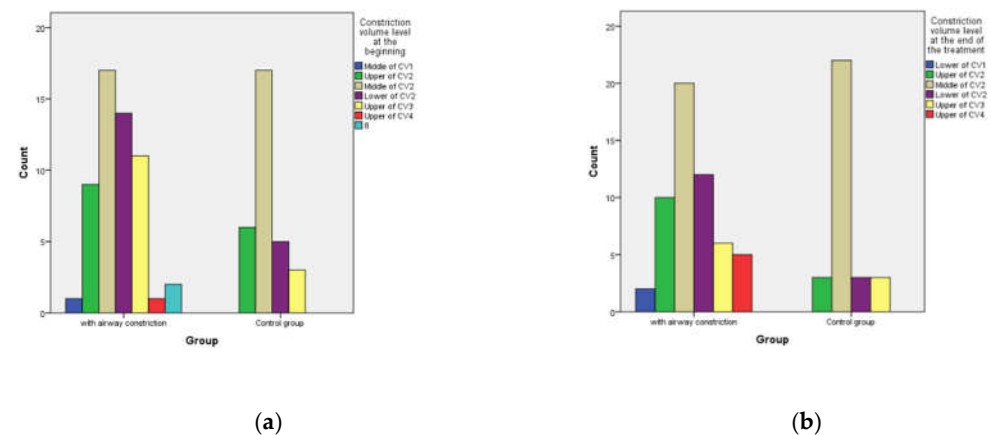 Constriction
volume level
at the
beginning
Middle of CV1
Upper of CV2
Middle of CV2
Lower of CV2
Upper of CV3
Upper of CV4
8
20
15
10
5
0
Count
with airway constriction
Control group
Group
(a)
Constriction
volume level
at the end of
the treatment
Lower of CV1
Upper of CV2
Middle of CV2
Lower of CV2
Upper of CV3
Upper of CV4
25
20
15
10
5
0
Count
with airway constriction
Control group
Group
(b)